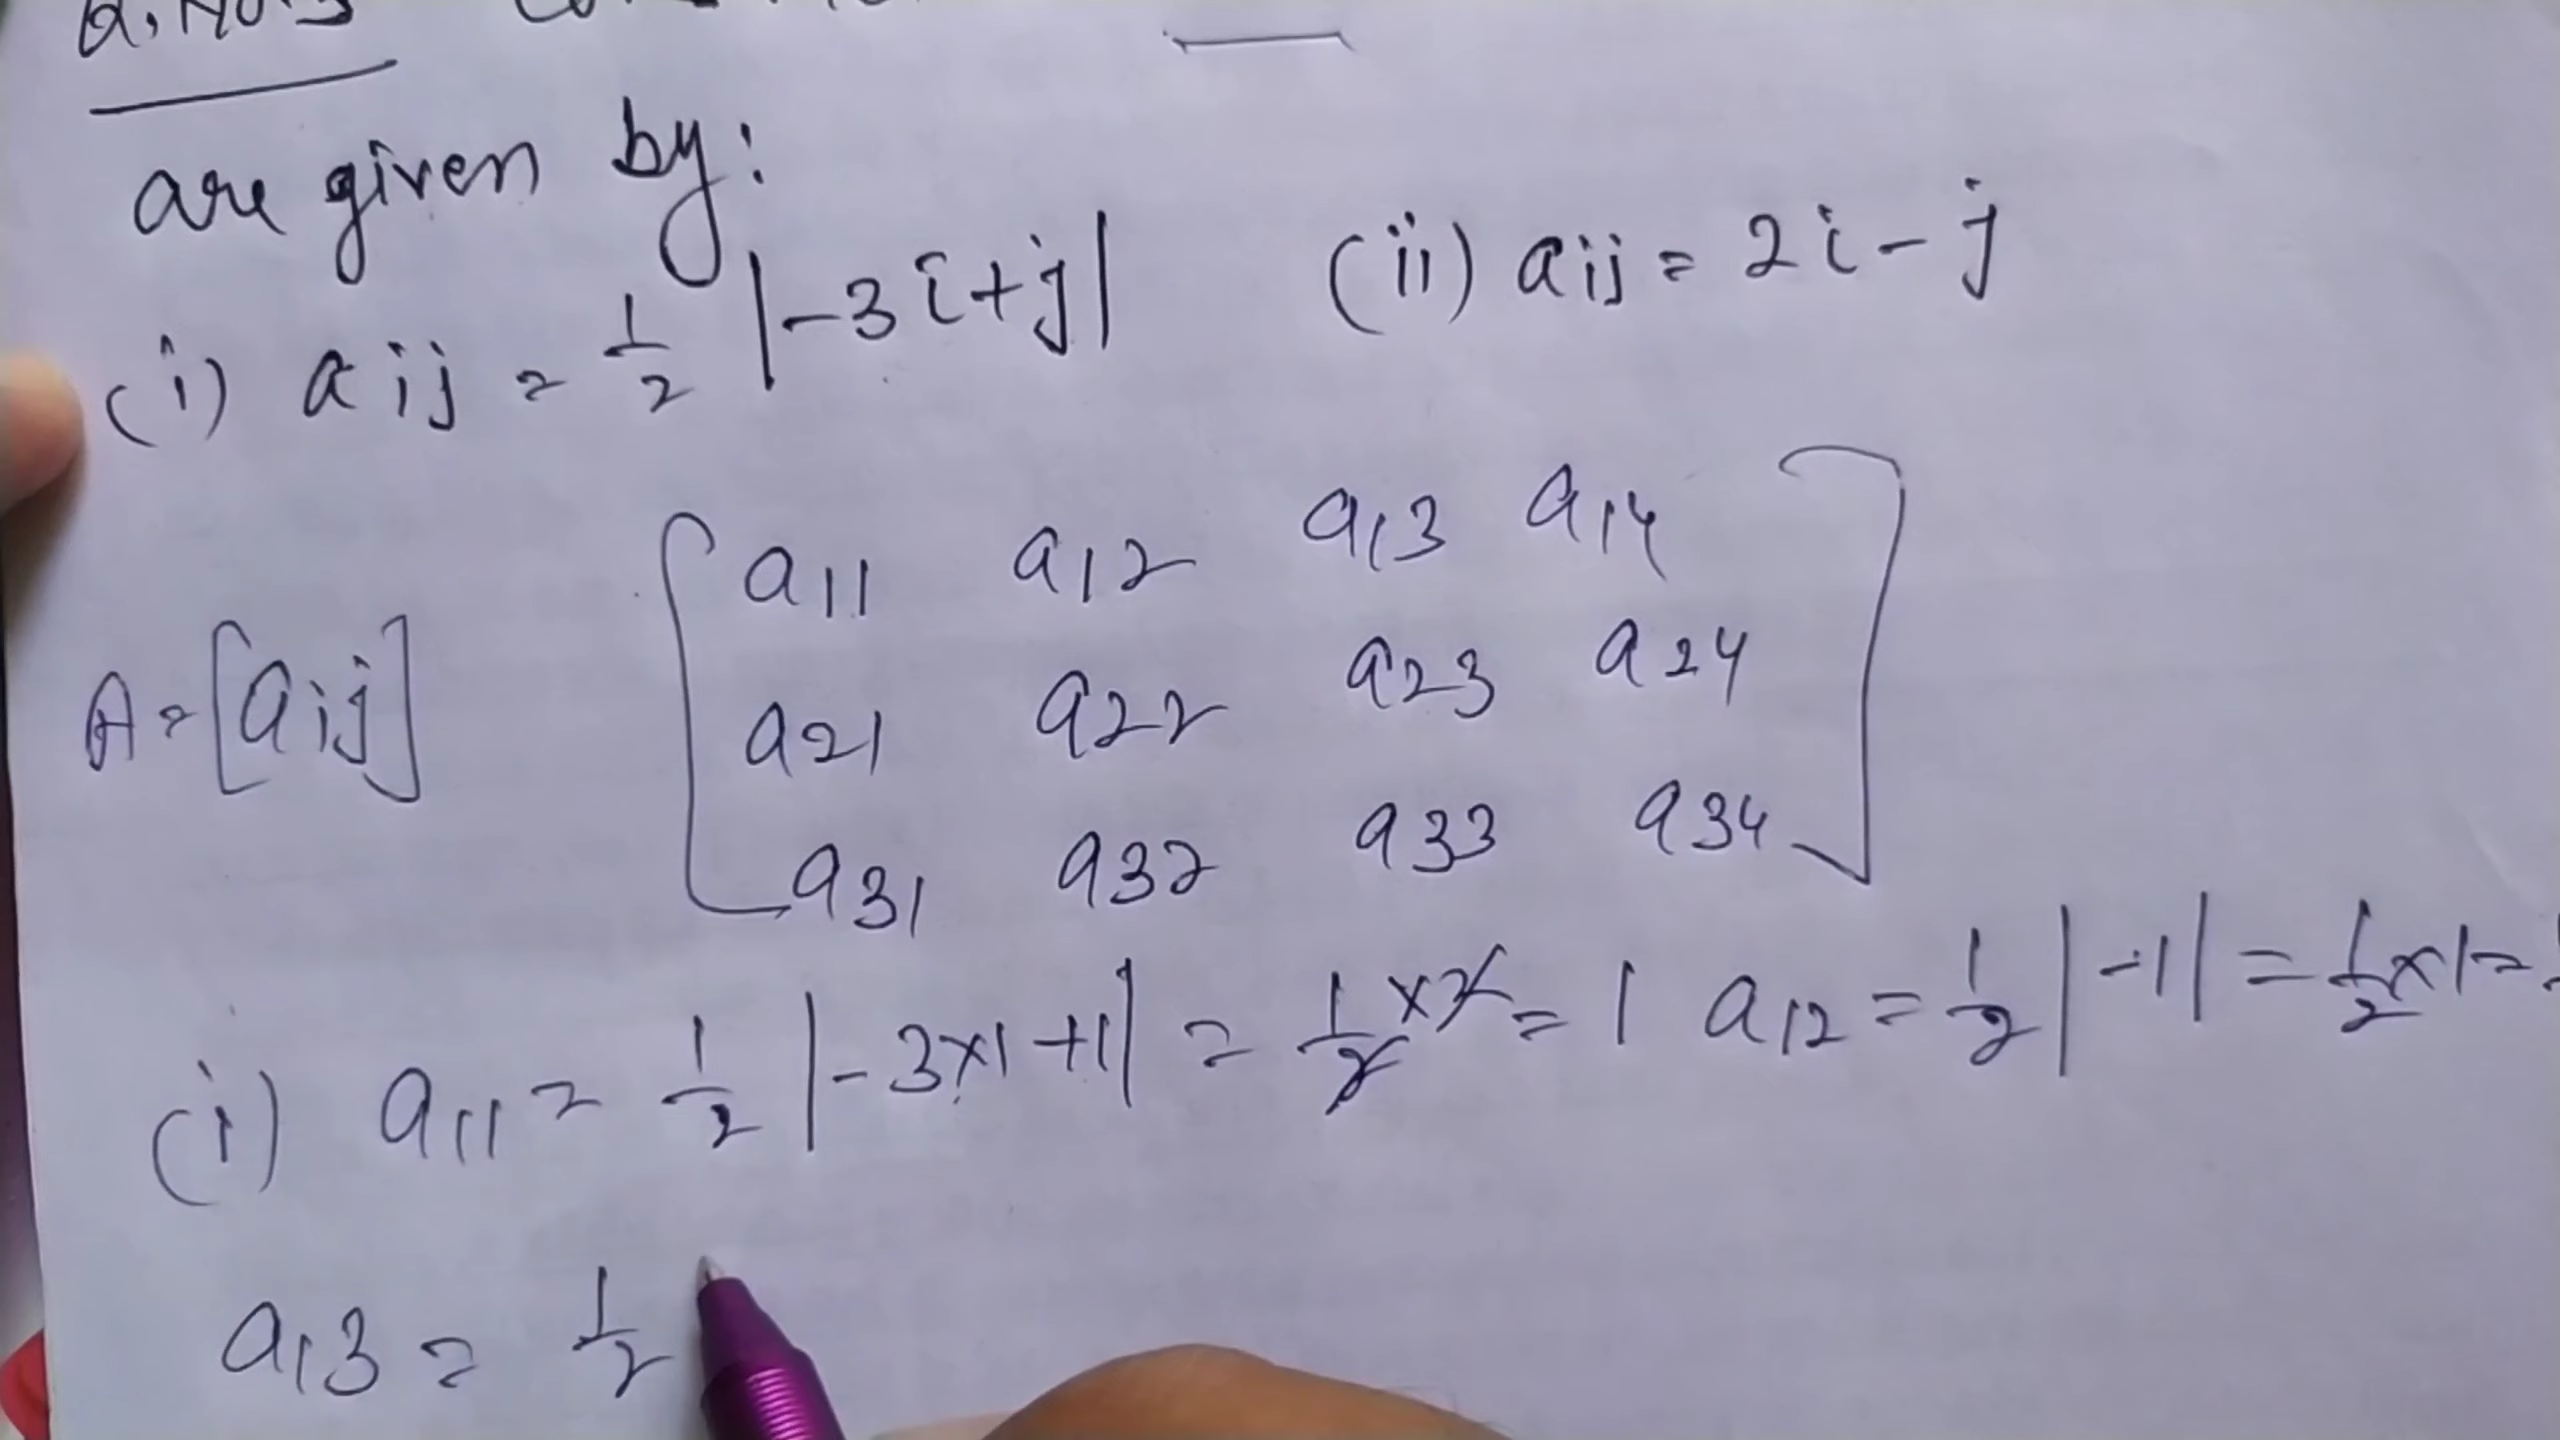 Q.No.5
are given by:
(i) aij = 1/2 |-3i+j| (ii) aij = 2i-j
A = [aij] [a11 a12 a13 a14
a21 a22 a23 a24
a31 a32 a33 a34]
(i) a11 = 1/2 |-3×1+1| = 1/2 × 2 = 1 a12 = 1/2 |-1| = 1/2 × 1 =
a13 = 1/2